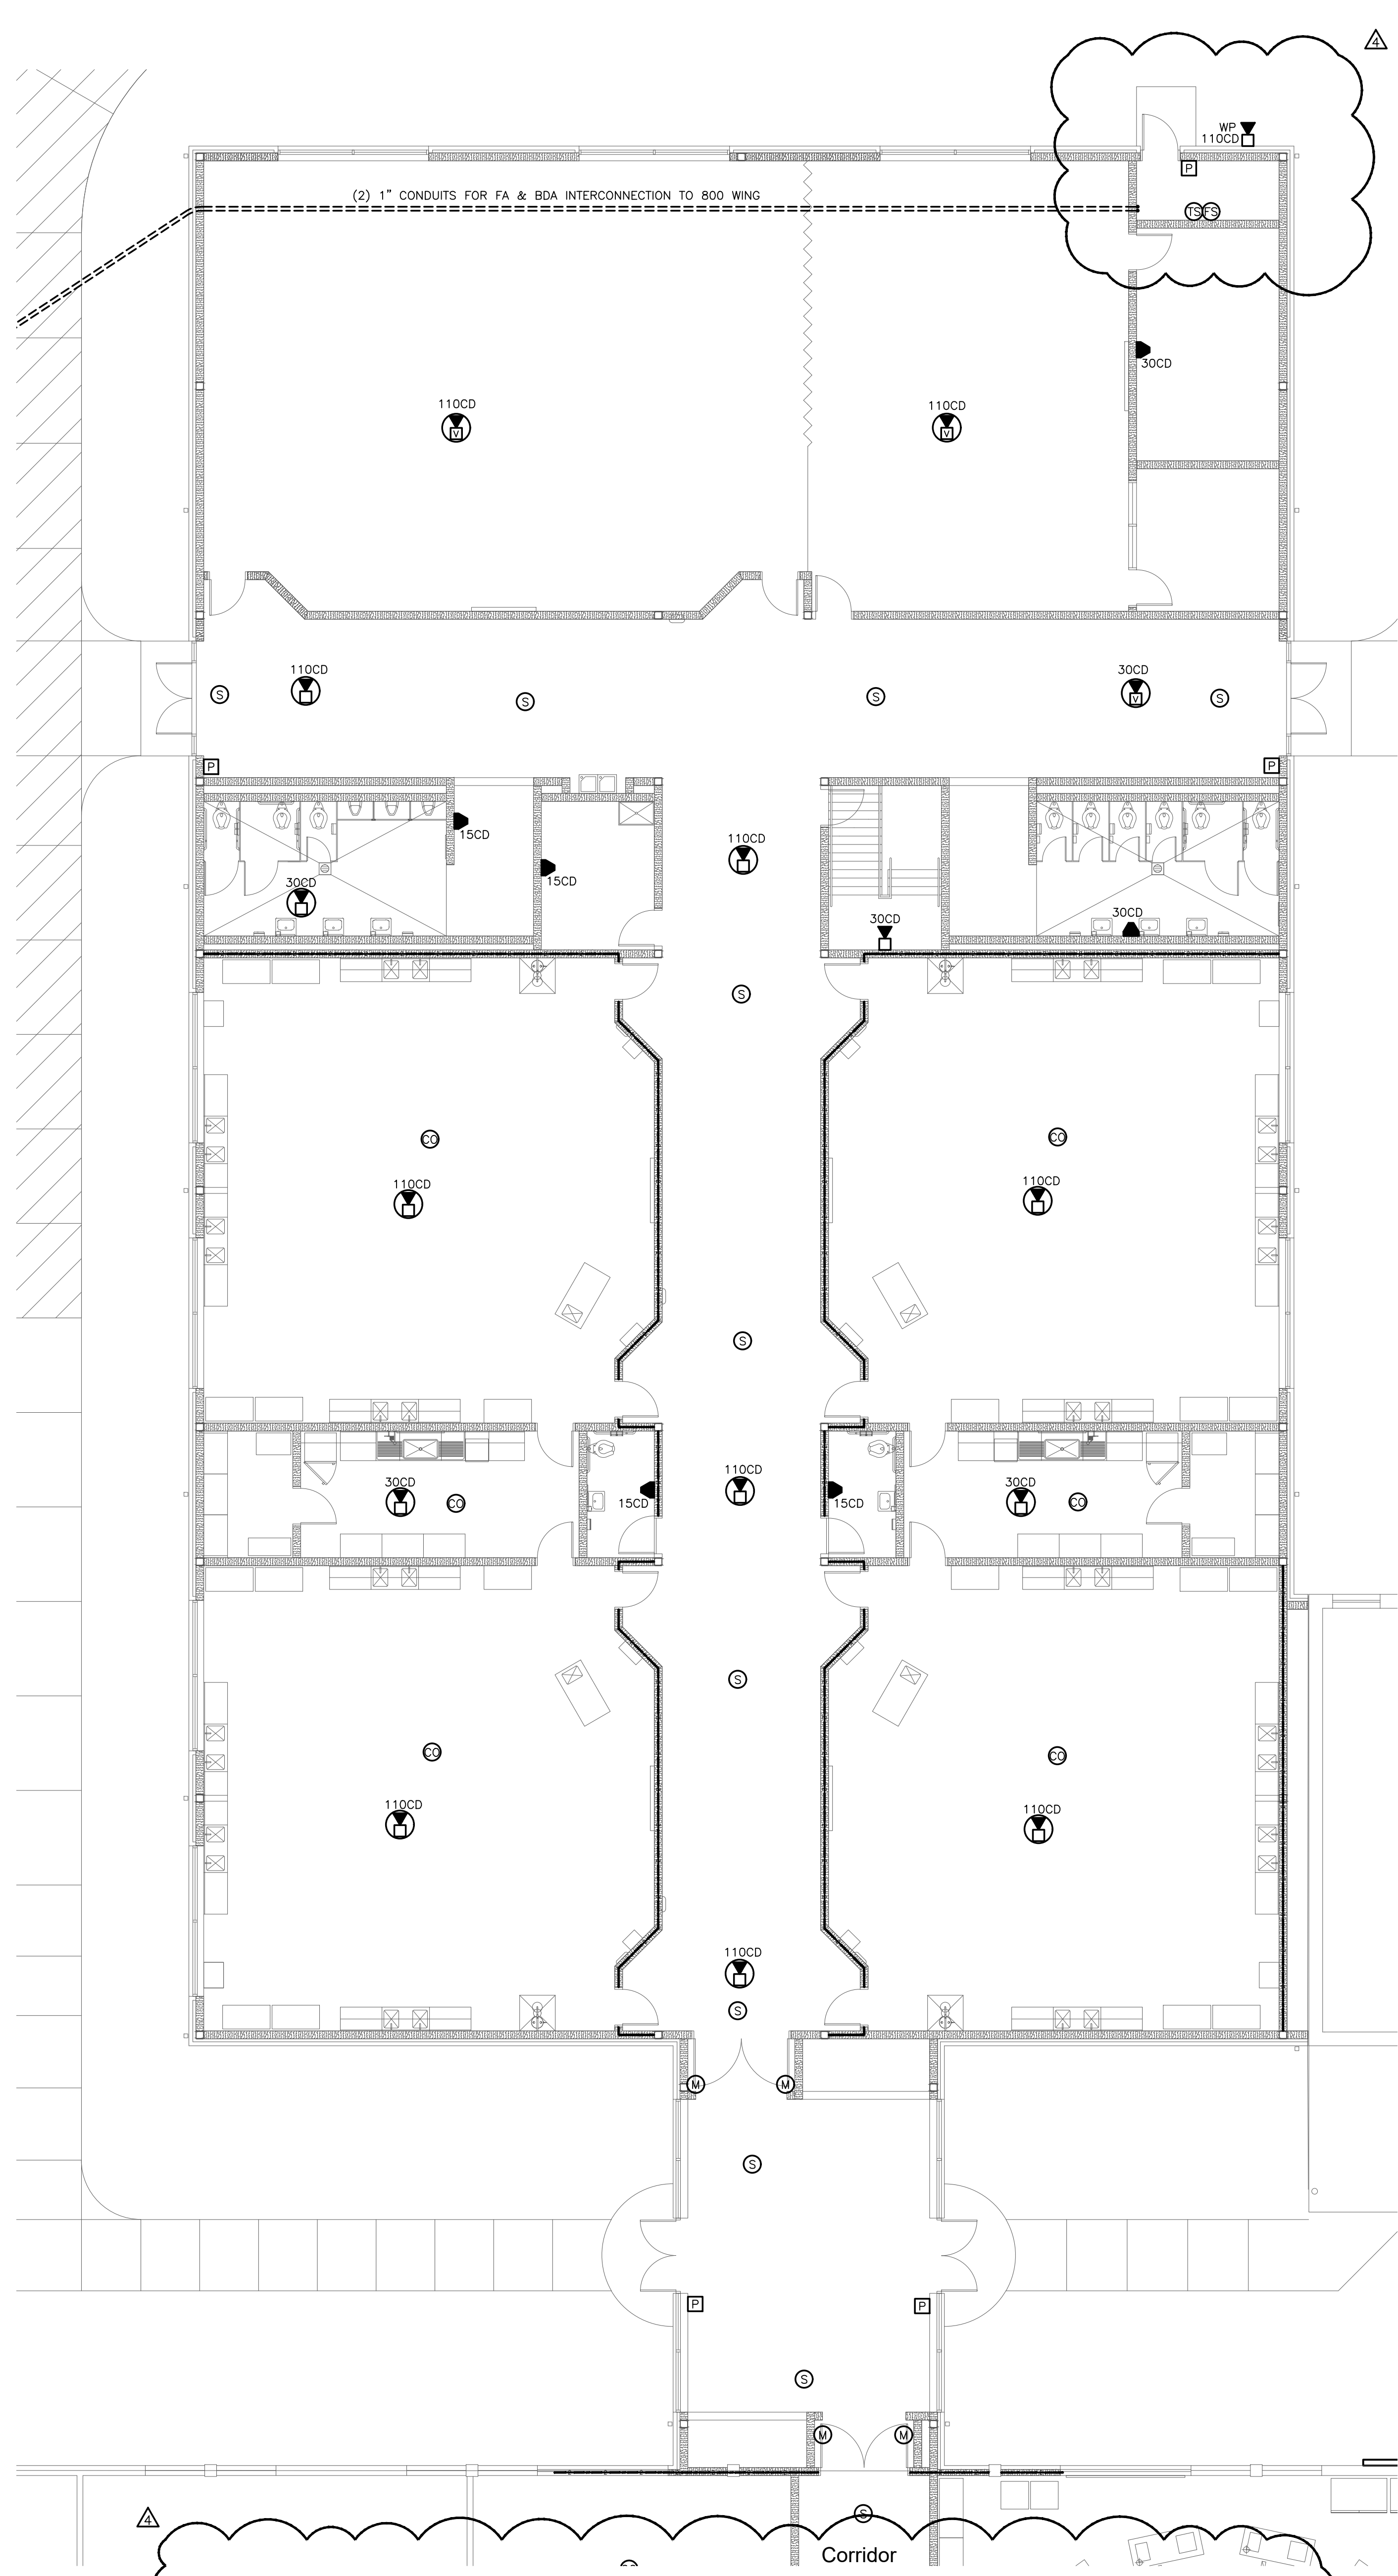 4
WP
110CD
P
(2) 1" CONDUITS FOR FA & BDA INTERCONNECTION TO 800 WING
TS FS
30CD
110CD
110CD
V
V
110CD
30CD
S
S
S
V
S
P
P
15CD
110CD
15CD
30CD
30CD
30CD
S
CO
CO
110CD
110CD
S
110CD
30CD
30CD
CO
15CD
15CD
CO
S
CO
CO
110CD
110CD
110CD
S
M
M
S
P
P
S
M
M
S
4
Corridor